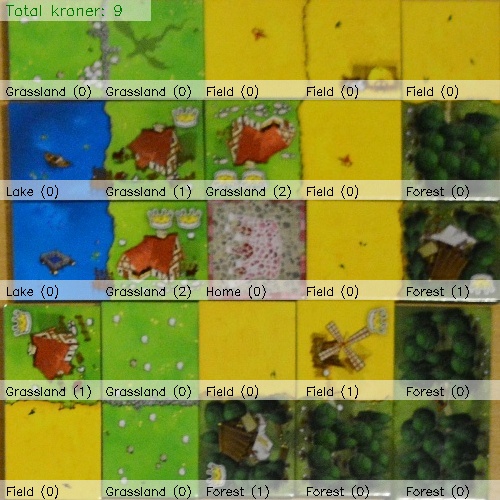 Total kroner: 9
Grassland (0) Grassland (0) Field (0) Field (0) Field (0)
Lake (0) Grassland (1) Grassland (2) Field (0) Forest (0)
Lake (0) Grassland (2) Home (0) Field (0) Forest (1)
Grassland (1) Grassland (0) Field (0) Field (1) Forest (0)
Field (0) Grassland (0) Forest (1) Forest (0) Forest (0)